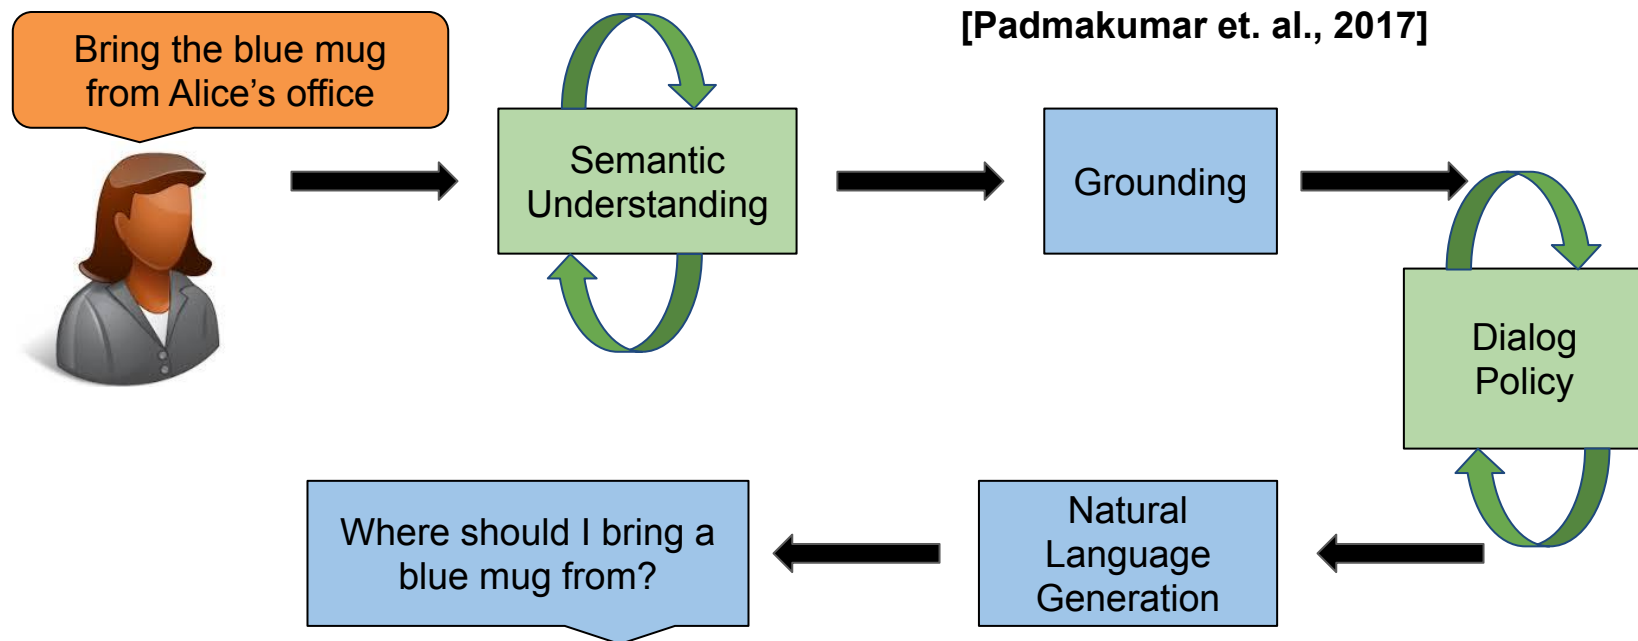 [Padmakumar et. al., 2017]
Bring the blue mug
from Alice’s office
Semantic
Understanding
Grounding
Dialog
Policy
Natural
Language
Generation
Where should I bring a
blue mug from?